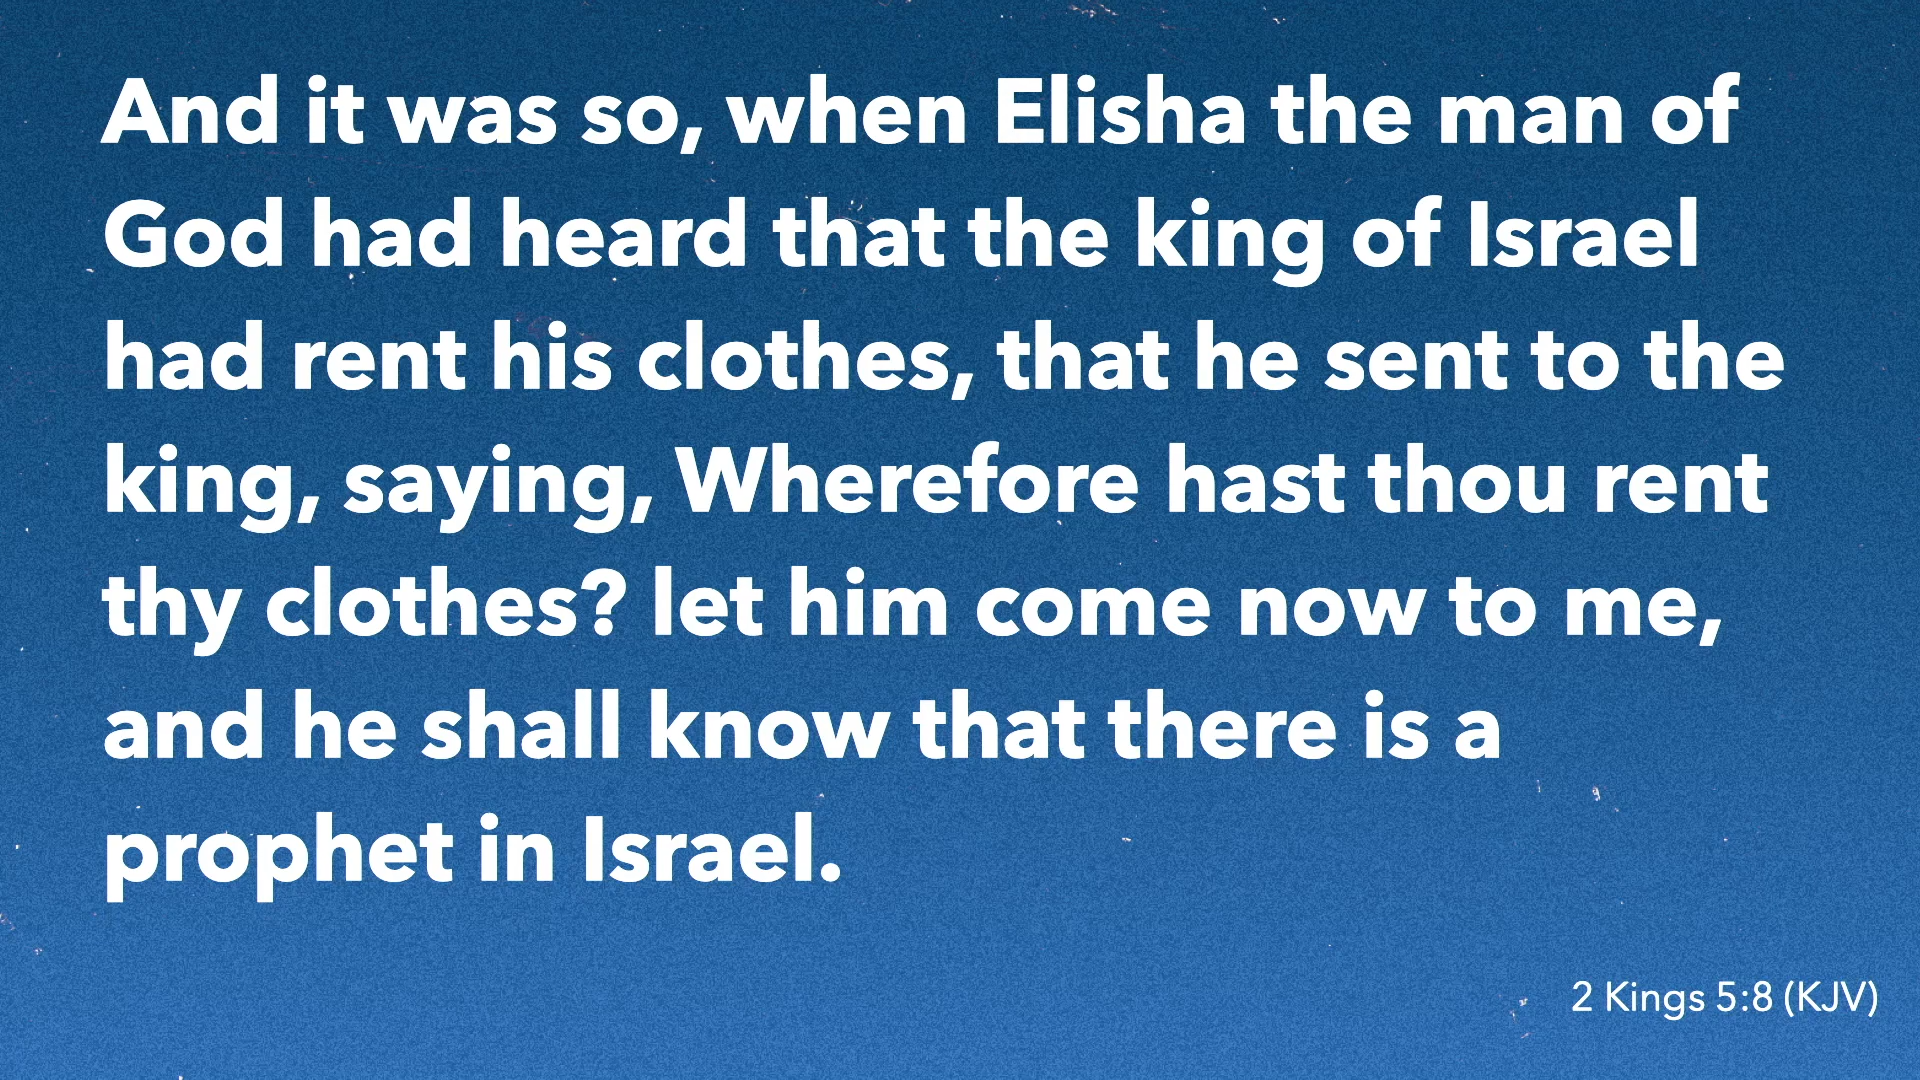 And it was so, when Elisha the man of
God had heard that the king of Israel
had rent his clothes, that he sent to the
king, saying, Wherefore hast thou rent
thy clothes? let him come now to me,
and he shall know that there is a
prophet in Israel.
2 Kings 5:8 (KJV)